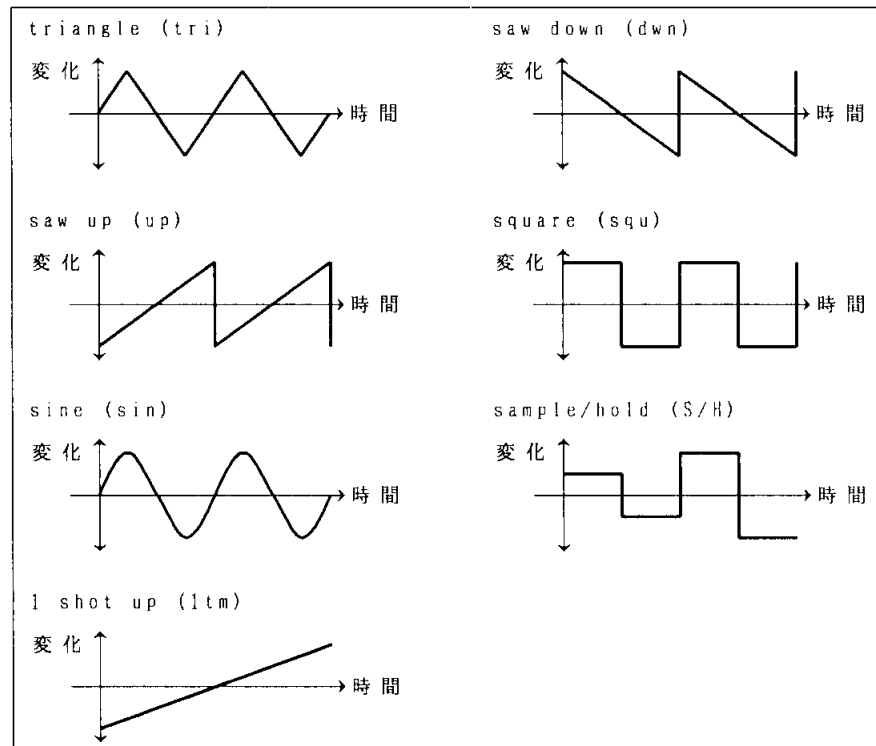 triangle (tri)
変化
時間
saw down (dwn)
変化
時間
saw up (up)
変化
時間
square (squ)
変化
時間
sine (sin)
変化
時間
sample/hold (S/H)
変化
時間
1 shot up (1tm)
変化
時間